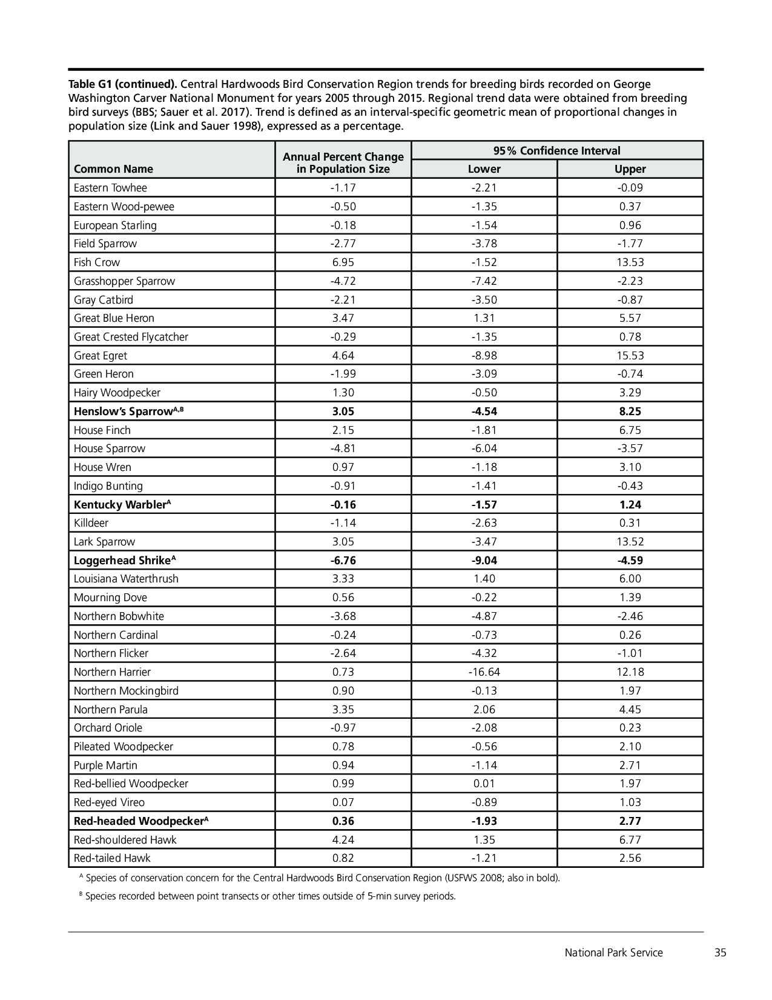 Table G1 (continued). Central Hardwoods Bird Conservation Region trends for breeding birds recorded on George
Washington Carver National Monument for years 2005 through 2015. Regional trend data were obtained from breeding
bird surveys (BBS; Sauer et al. 2017). Trend is defined as an interval-specific geometric mean of proportional changes in
population size (Link and Sauer 1998), expressed as a percentage.
Common Name
Annual Percent Change
in Population Size
95% Confidence Interval
Lower Upper
Eastern Towhee -1.17 -2.21 -0.09
Eastern Wood-pewee -0.50 -1.35 0.37
European Starling -0.18 -1.54 0.96
Field Sparrow -2.77 -3.78 -1.77
Fish Crow 6.95 -1.52 13.53
Grasshopper Sparrow -4.72 -7.42 -2.23
Gray Catbird -2.21 -3.50 -0.87
Great Blue Heron 3.47 1.31 5.57
Great Crested Flycatcher -0.29 -1.35 0.78
Great Egret 4.64 -8.98 15.53
Green Heron -1.99 -3.09 -0.74
Hairy Woodpecker 1.30 -0.50 3.29
Henslow’s Sparrow^A,B 3.05 -4.54 8.25
House Finch 2.15 -1.81 6.75
House Sparrow -4.81 -6.04 -3.57
House Wren 0.97 -1.18 3.10
Indigo Bunting -0.91 -1.41 -0.43
Kentucky Warbler^A -0.16 -1.57 1.24
Killdeer -1.14 -2.63 0.31
Lark Sparrow 3.05 -3.47 13.52
Loggerhead Shrike^A -6.76 -9.04 -4.59
Louisiana Waterthrush 3.33 1.40 6.00
Mourning Dove 0.56 -0.22 1.39
Northern Bobwhite -3.68 -4.87 -2.46
Northern Cardinal -0.24 -0.73 0.26
Northern Flicker -2.64 -4.32 -1.01
Northern Harrier 0.73 -16.64 12.18
Northern Mockingbird 0.90 -0.13 1.97
Northern Parula 3.35 2.06 4.45
Orchard Oriole -0.97 -2.08 0.23
Pileated Woodpecker 0.78 -0.56 2.10
Purple Martin 0.94 -1.14 2.71
Red-bellied Woodpecker 0.99 0.01 1.97
Red-eyed Vireo 0.07 -0.89 1.03
Red-headed Woodpecker^A 0.36 -1.93 2.77
Red-shouldered Hawk 4.24 1.35 6.77
Red-tailed Hawk 0.82 -1.21 2.56
^A Species of conservation concern for the Central Hardwoods Bird Conservation Region (USFWS 2008; also in bold).
^B Species recorded between point transects or other times outside of 5-min survey periods.
National Park Service 35